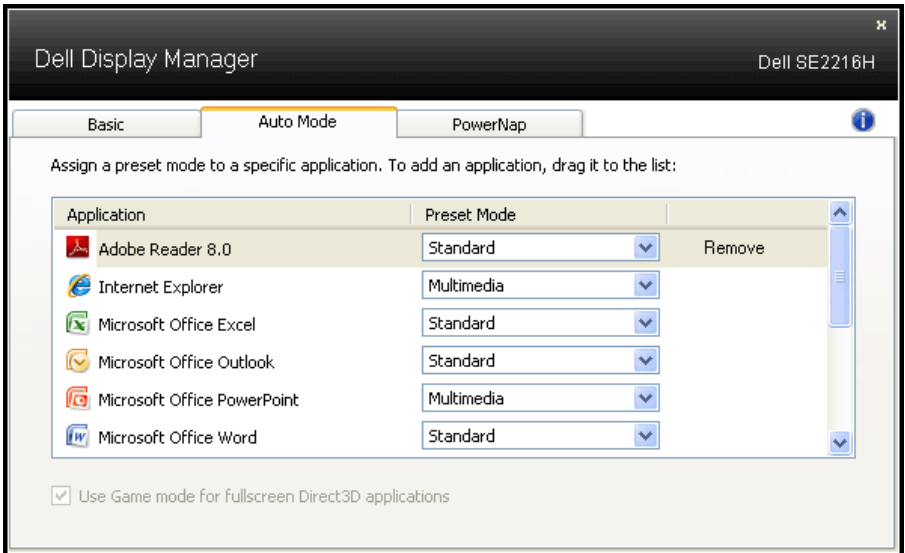 Dell Display Manager
Dell SE2216H
Basic
Auto Mode
PowerNap
Assign a preset mode to a specific application. To add an application, drag it to the list:
Application Preset Mode
Adobe Reader 8.0 Standard Remove
Internet Explorer Multimedia
Microsoft Office Excel Standard
Microsoft Office Outlook Standard
Microsoft Office PowerPoint Multimedia
Microsoft Office Word Standard
Use Game mode for fullscreen Direct3D applications